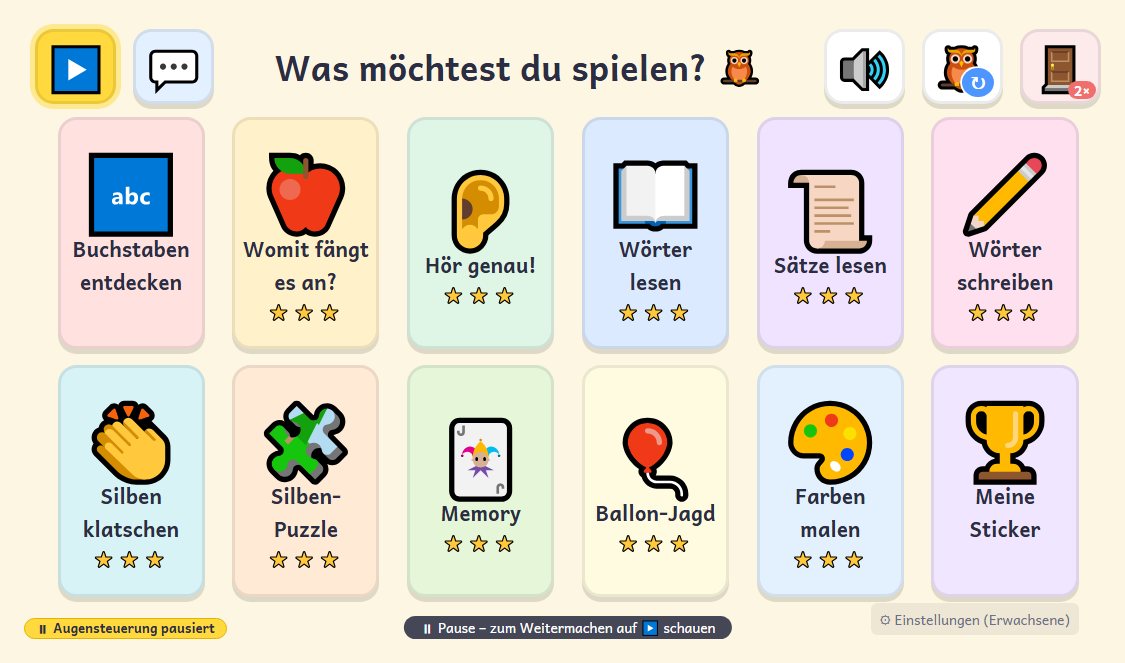 Was möchtest du spielen?
2×
abc
Buchstaben
entdecken
Womit fängt
es an?
Hör genau!
Wörter
lesen
Sätze lesen
Wörter
schreiben
Silben
klatschen
Silben-
Puzzle
J
J
Memory
Ballon-Jagd
Farben
malen
Meine
Sticker
⏸ Augensteuerung pausiert
⏸ Pause – zum Weitermachen auf ▶ schauen
⚙ Einstellungen (Erwachsene)